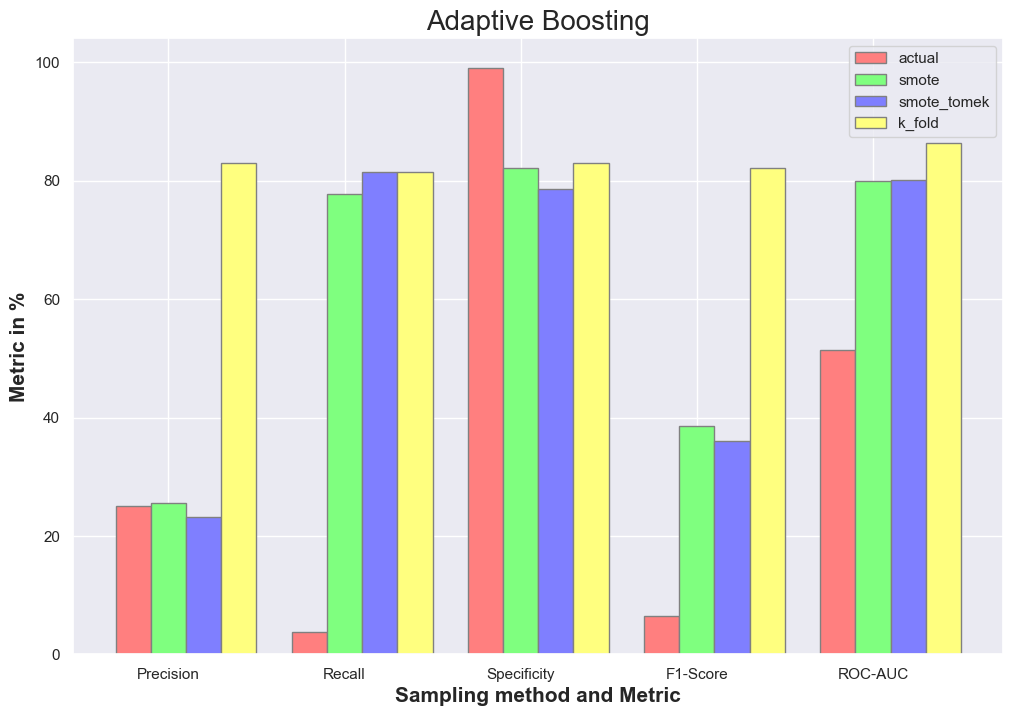 Adaptive Boosting
actual
smote
smote_tomek
k_fold
100
80
60
40
20
0
Metric in %
Precision Recall Specificity F1-Score ROC-AUC
Sampling method and Metric